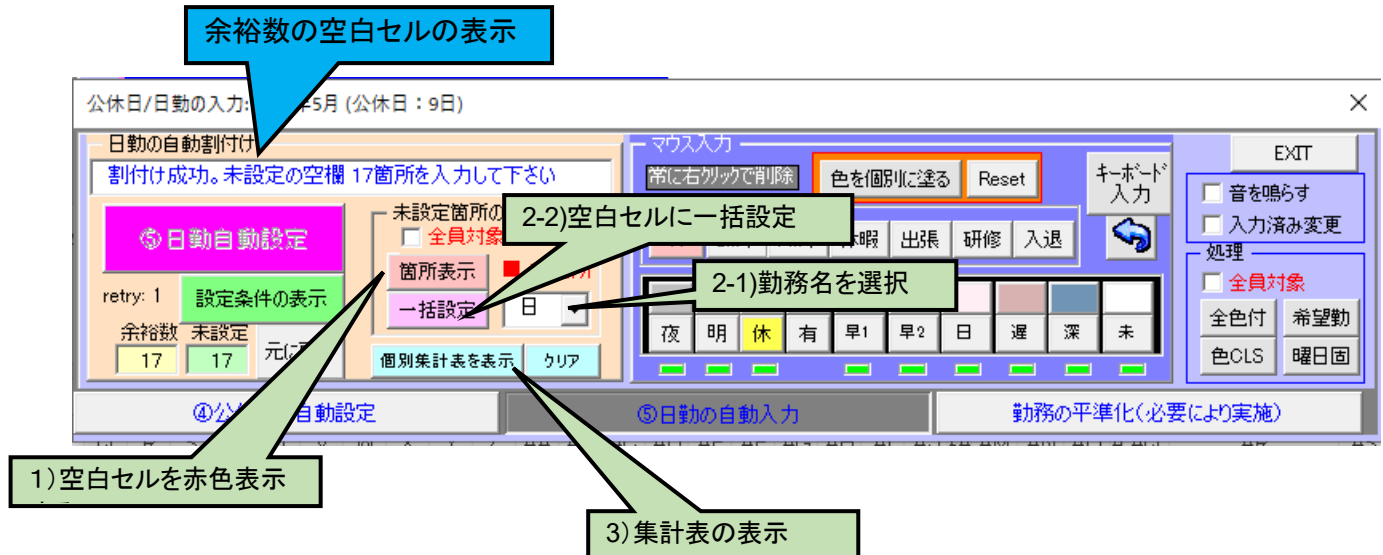 余裕数の空白セルの表示
公休日/日勤の入力: 年5月 (公休日:9日)
日勤の自動割付け
割付け成功。未設定の空欄 17箇所を入力して下さい
⑤日勤自動設定
retry: 1
設定条件の表示
余裕数 未設定
17 17
未設定箇所の
全員対象
箇所表示
一括設定
日
個別集計表を表示 クリア
2-2)空白セルに一括設定
2-1)勤務名を選択
マウス入力
常に右クリックで削除
色を個別に塗る Reset
キーボード
入力
休暇 出張 研修 入退
夜 明 休 有 早1 早2 日 遅 深 未
EXIT
音を鳴らす
入力済み変更
処理
全員対象
全色付 希望勤
色CLS 曜日固
自動設定
⑤日勤の自動入力
勤務の平準化(必要により実施)
1)空白セルを赤色表示
3)集計表の表示